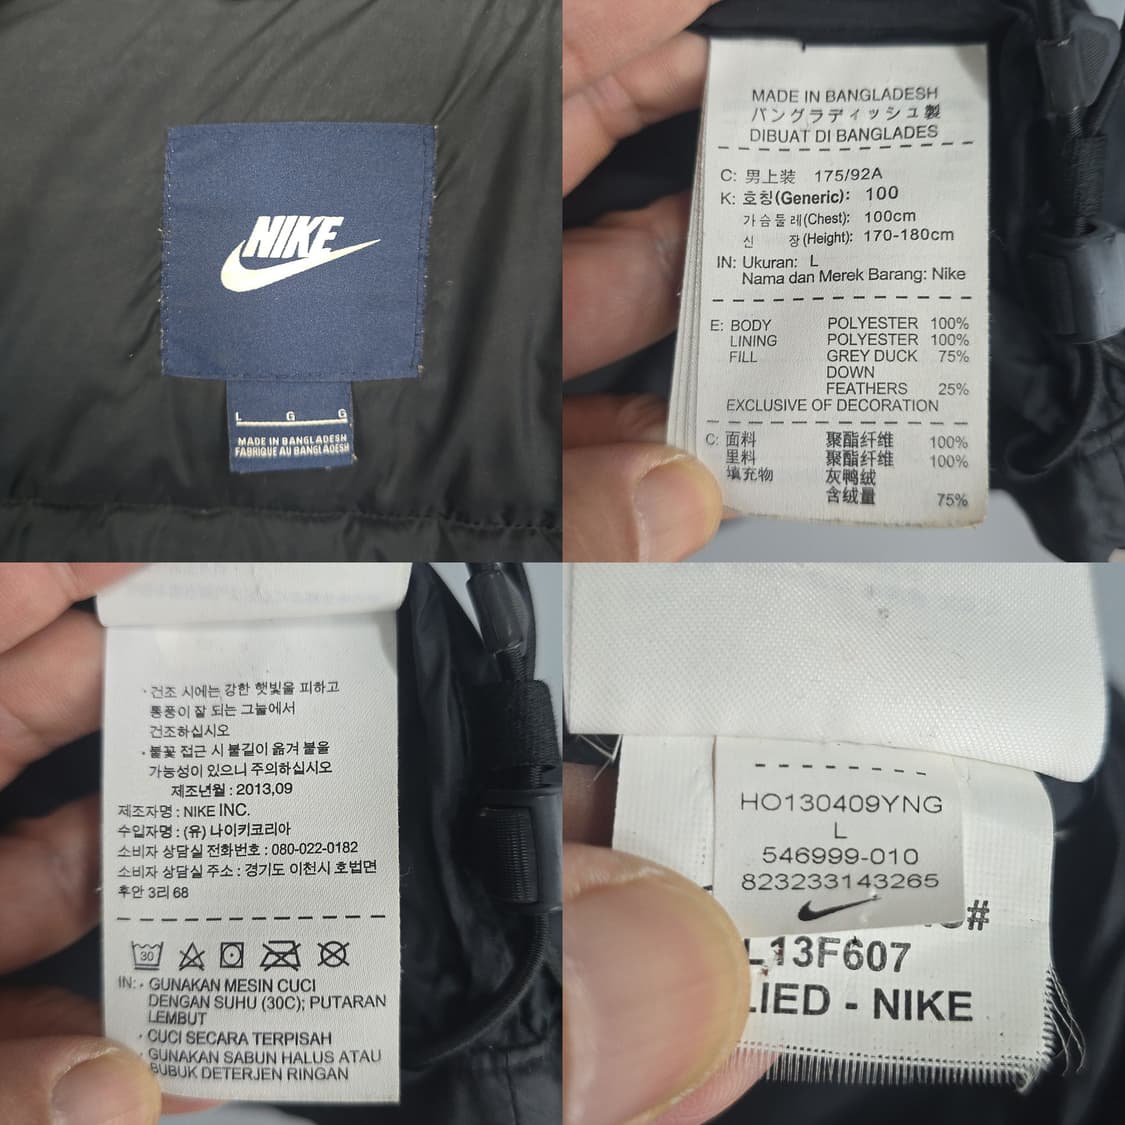 NIKE
L G G
MADE IN BANGLADESH
FABRIQUE AU BANGLADESH
MADE IN BANGLADESH
バングラディッシュ製
DIBUAT DI BANGLADES
C: 男上装 175/92A
K: 호칭(Generic): 100
가슴둘레(Chest): 100cm
신 장(Height): 170-180cm
IN: Ukuran: L
Nama dan Merek Barang: Nike
E: BODY POLYESTER 100%
LINING POLYESTER 100%
FILL GREY DUCK 75%
DOWN
FEATHERS 25%
EXCLUSIVE OF DECORATION
C: 面料 聚酯纤维 100%
里料 聚酯纤维 100%
填充物 灰鸭绒
含绒量 75%
· 건조 시에는 강한 햇빛을 피하고
통풍이 잘 되는 그늘에서
건조하십시오
· 불꽃 접근 시 불길이 옮겨 붙을
가능성이 있으니 주의하십시오
제조년월 : 2013,09
제조자명 : NIKE INC.
수입자명 : (유) 나이키코리아
소비자 상담실 전화번호 : 080-022-0182
소비자 상담실 주소 : 경기도 이천시 호법면
후안 3리 68
30
IN: · GUNAKAN MESIN CUCI
DENGAN SUHU (30C); PUTARAN
LEMBUT
· CUCI SECARA TERPISAH
· GUNAKAN SABUN HALUS ATAU
BUBUK DETERJEN RINGAN
HO130409YNG
L
546999-010
823233143265
#
L13F607
LIED - NIKE